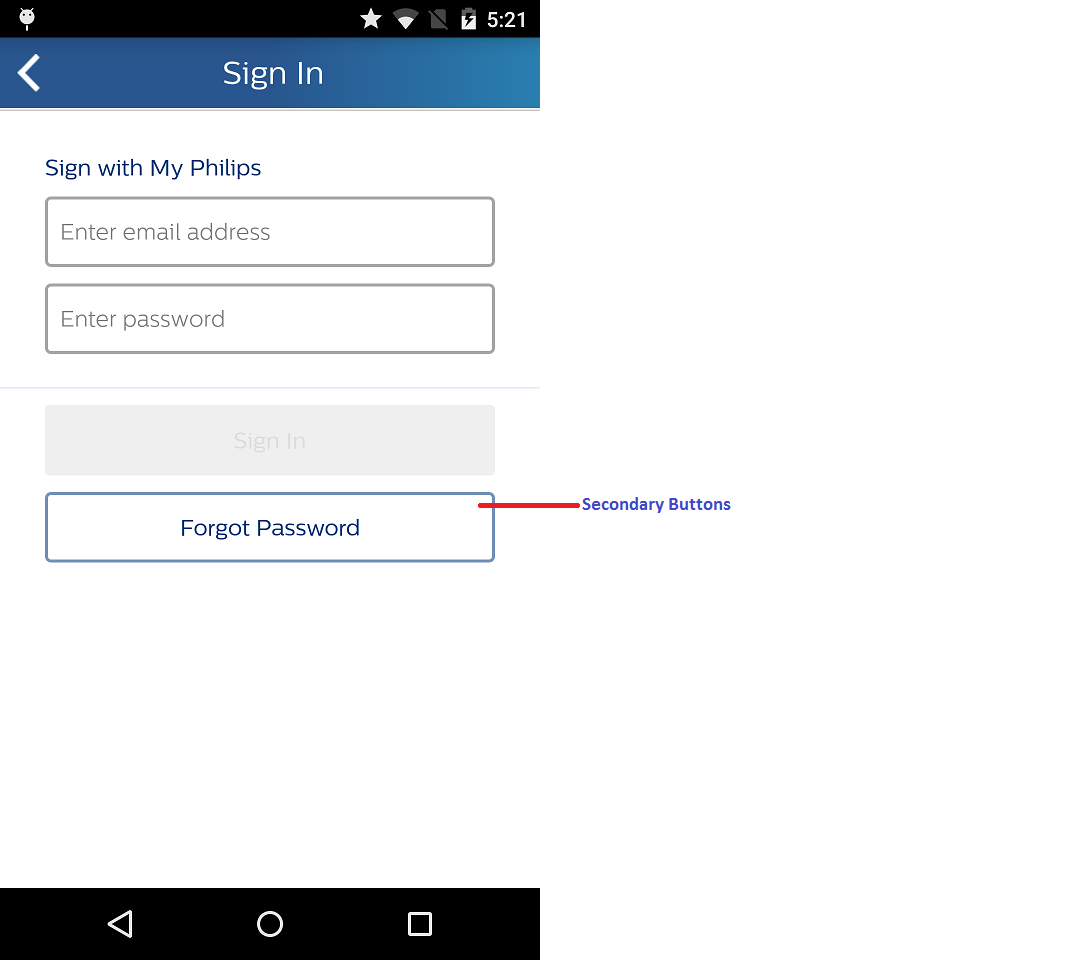 5:21
Sign In
Sign with My Philips
Enter email address
Enter password
Sign In
Forgot Password
Secondary Buttons